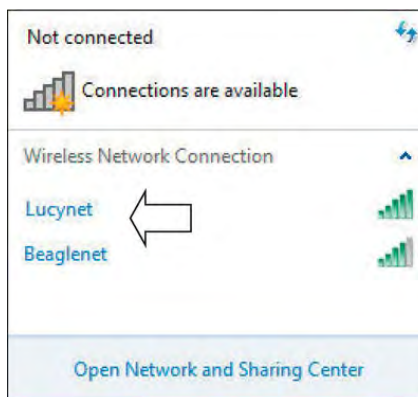 Not connected
Connections are available
Wireless Network Connection
Lucynet
Beaglenet
Open Network and Sharing Center